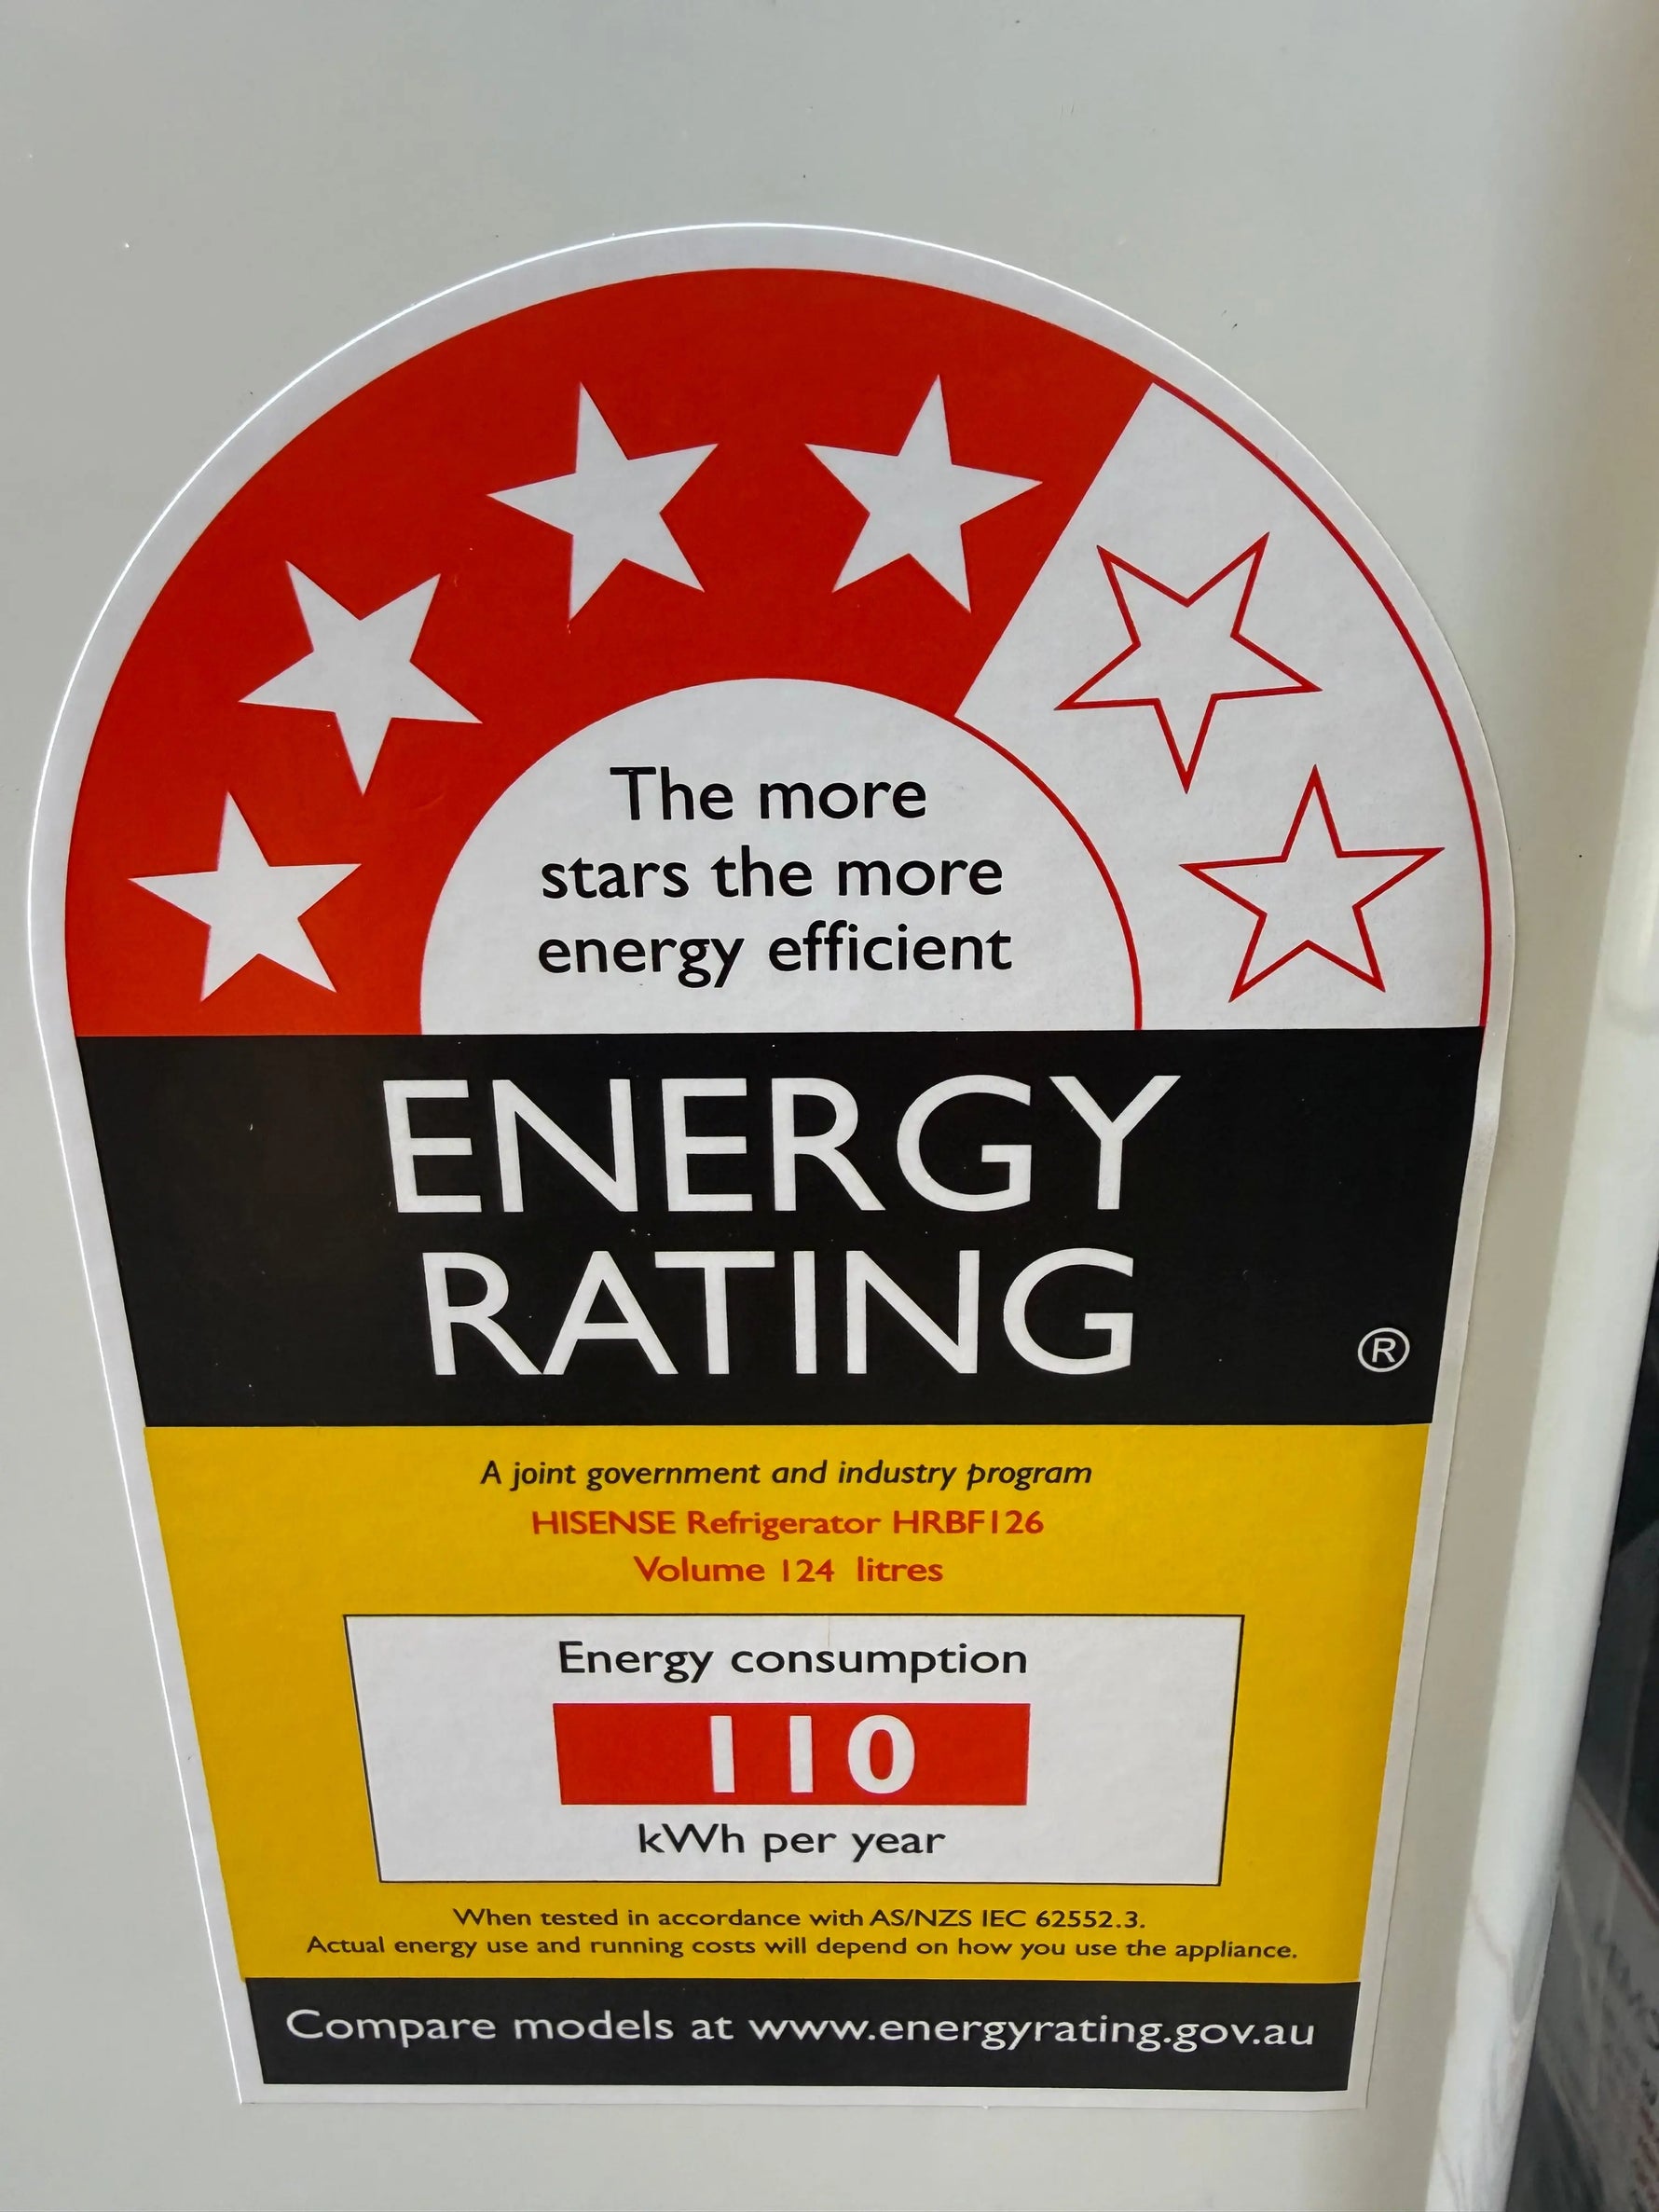 The more
stars the more
energy efficient
ENERGY
RATING
®
A joint government and industry program
HISENSE Refrigerator HRBF126
Volume 124 litres
Energy consumption
110
kWh per year
When tested in accordance with AS/NZS IEC 62552.3.
Actual energy use and running costs will depend on how you use the appliance.
Compare models at www.energyrating.gov.au